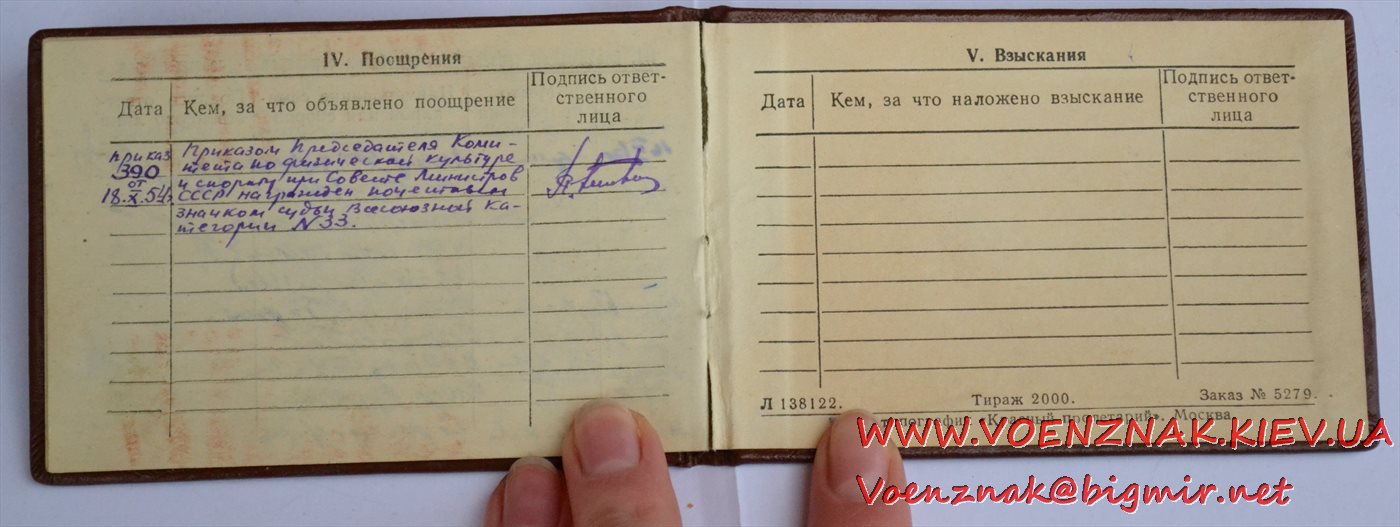 IV. Поощрения
Дата
Кем, за что объявлено поощрение
Подпись ответ-
ственного
лица
приказ
390
от
18.X.54г.
Приказом Председателя Коми-
тета по физической культуре
и спорту при Совете Министров
СССР награжден почетным
значком судьи Всесоюзной ка-
тегории N 33.
V. Взыскания
Дата
Кем, за что наложено взыскание
Подпись ответ-
ственного
лица
Л 138122.
Тираж 2000.
Заказ № 5279.
типография «Красный пролетарий». Москва
WWW.VOENZNAK.KIEV.UA
Voenznak@bigmir.net